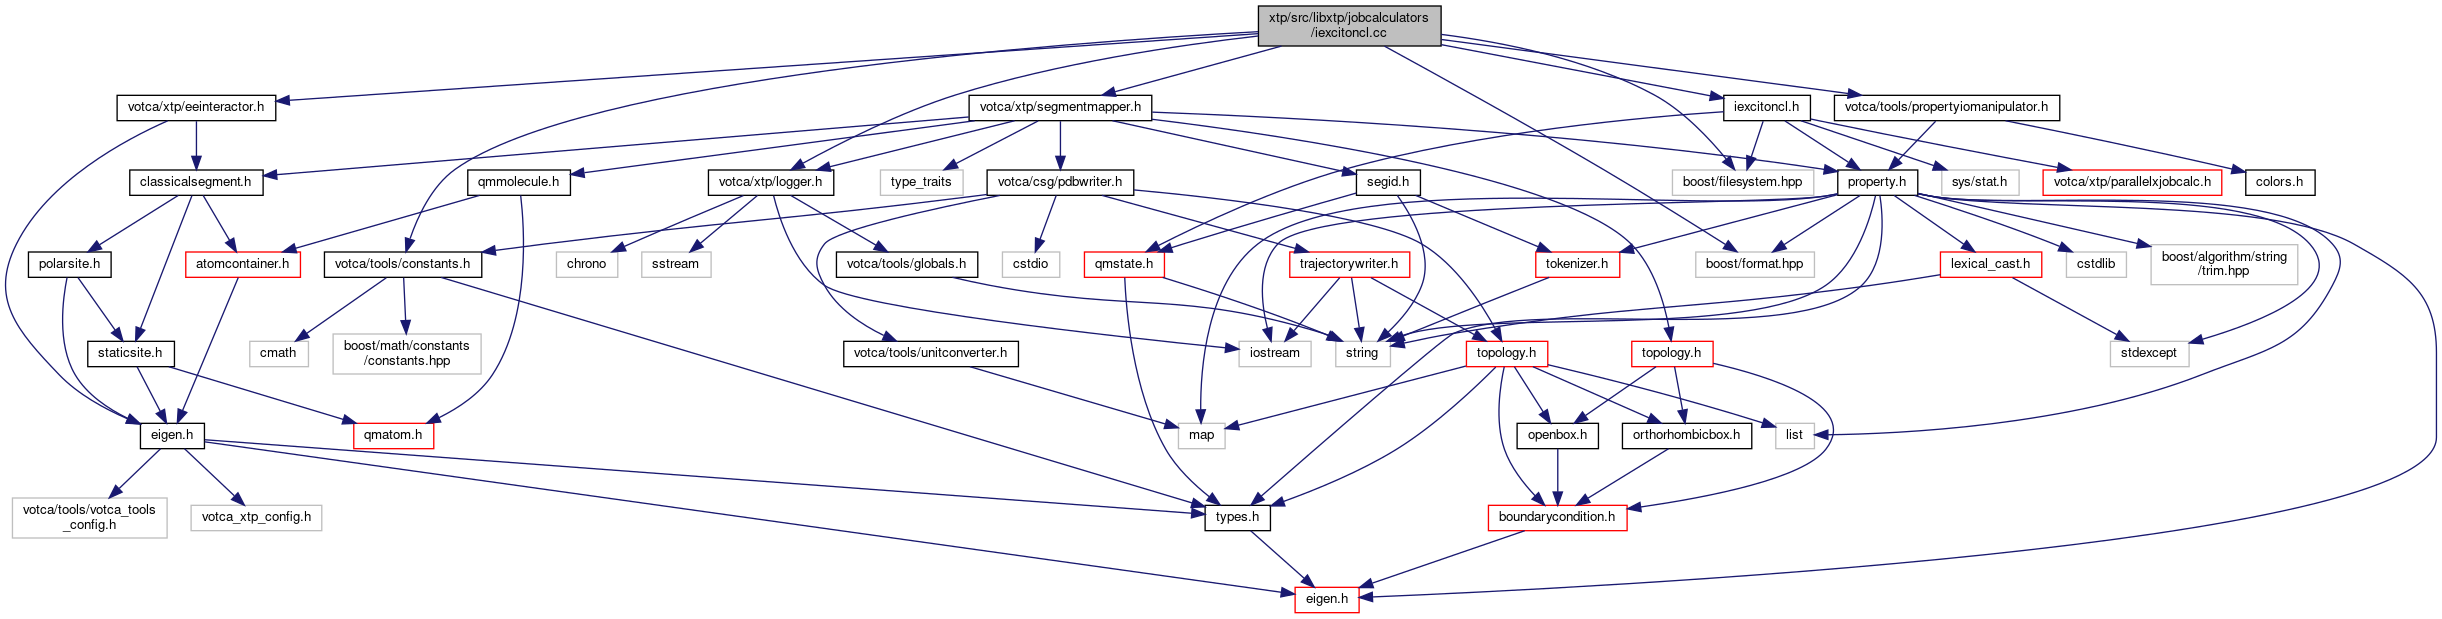 xtp/src/libxtp/jobcalculators
/iexcitoncl.cc
votca/xtp/eeinteractor.h
votca/xtp/segmentmapper.h
iexcitoncl.h
votca/tools/propertyiomanipulator.h
classicalsegment.h
qmmolecule.h
votca/xtp/logger.h
type_traits
votca/csg/pdbwriter.h
segid.h
boost/filesystem.hpp
property.h
sys/stat.h
votca/xtp/parallelxjobcalc.h
colors.h
polarsite.h
atomcontainer.h
votca/tools/constants.h
chrono
sstream
votca/tools/globals.h
cstdio
qmstate.h
trajectorywriter.h
tokenizer.h
boost/format.hpp
lexical_cast.h
cstdlib
boost/algorithm/string
/trim.hpp
staticsite.h
cmath
boost/math/constants
/constants.hpp
votca/tools/unitconverter.h
iostream
string
topology.h
topology.h
stdexcept
eigen.h
qmatom.h
map
openbox.h
orthorhombicbox.h
list
votca/tools/votca_tools
_config.h
votca_xtp_config.h
types.h
boundarycondition.h
eigen.h